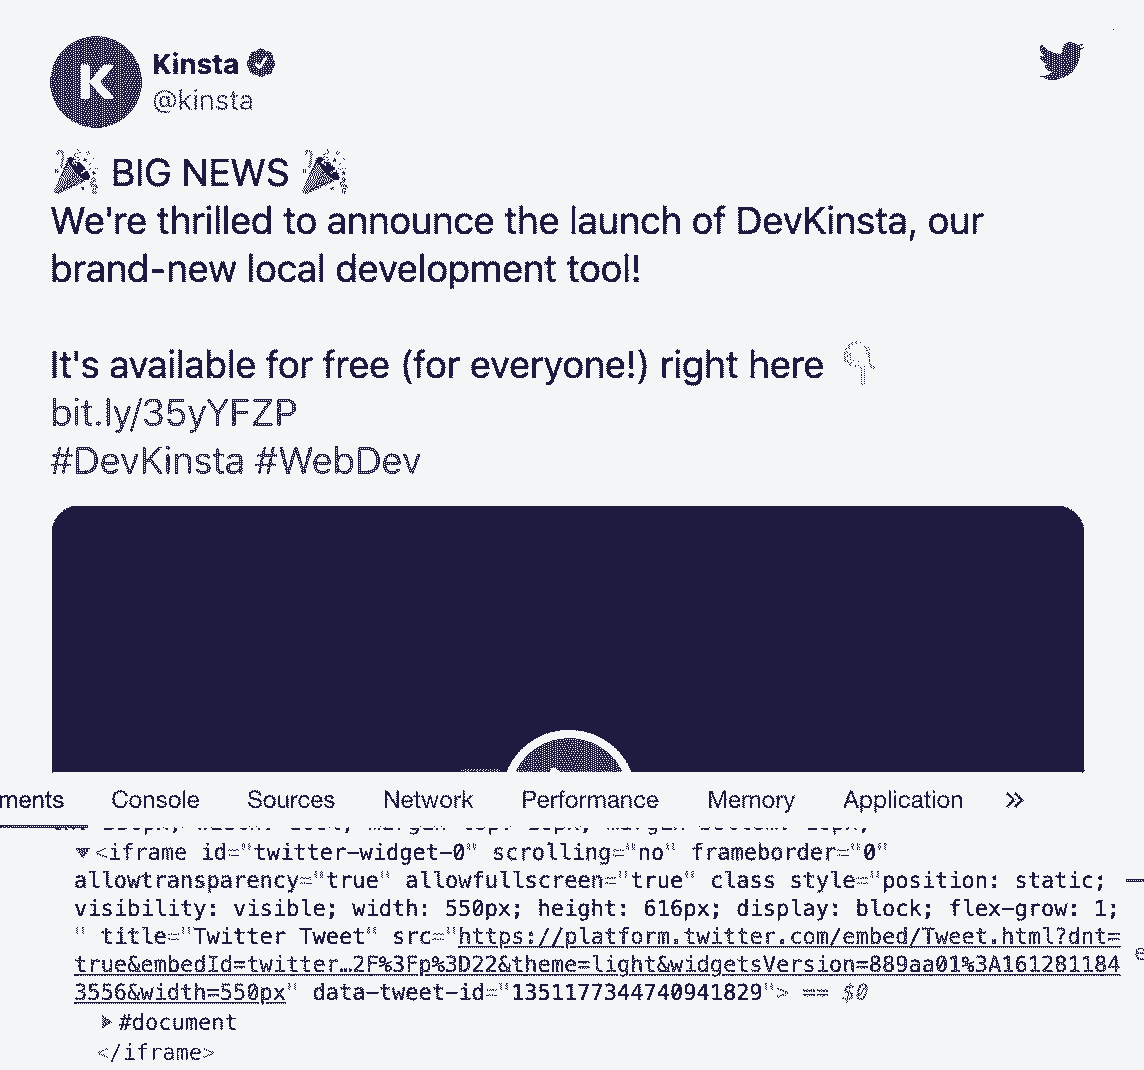 K
Kinsta
@kinsta
🎉 BIG NEWS 🎉
We're thrilled to announce the launch of DevKinsta, our
brand-new local development tool!
It's available for free (for everyone!) right here 👇
bit.ly/35yYFZP
#DevKinsta #WebDev
ments Console Sources Network Performance Memory Application »
▼<iframe id="twitter-widget-0" scrolling="no" frameborder="0"
allowtransparency="true" allowfullscreen="true" class style="position: static;
visibility: visible; width: 550px; height: 616px; display: block; flex-grow: 1;
" title="Twitter Tweet" src="https://platform.twitter.com/embed/Tweet.html?dnt=
true&embedId=twitter…2F%3Fp%3D22&theme=light&widgetsVersion=889aa01%3A161281184
3556&width=550px" data-tweet-id="1351177344740941829"> == $0
▶#document
</iframe>